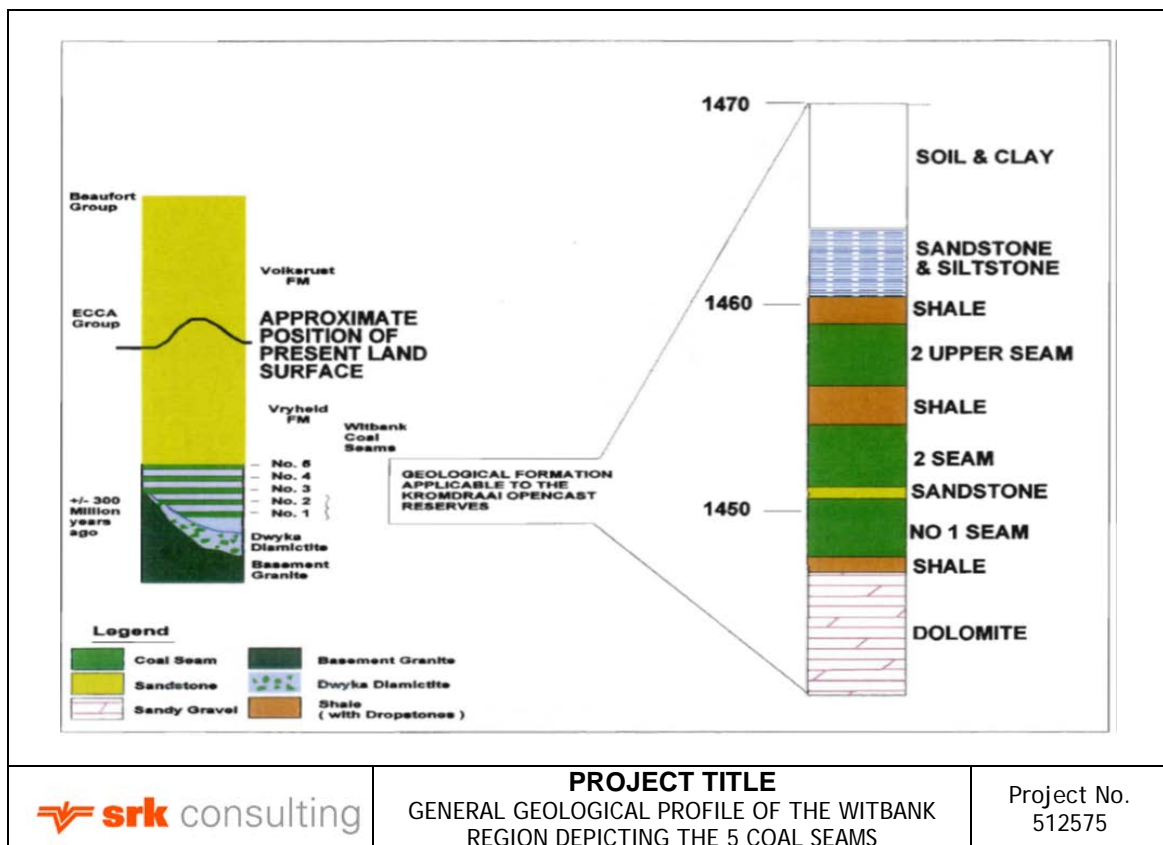 Beaufort
Group
Volksrust
FM
ECCA
Group
APPROXIMATE
POSITION OF
PRESENT LAND
SURFACE
Vryheld
FM
Witbank
Coal
Seams
No. 5
No. 4
No. 3
No. 2
No. 1
+/- 300
Million
years
ago
Dwyka
Diamictite
Basement
Granite
GEOLOGICAL FORMATION
APPLICABLE TO THE
KROMDRAAI OPENCAST
RESERVES
Legend
Coal Seam
Basement Granite
Sandstone
Dwyka Diamictite
Sandy Gravel
Shale
( with Dropstones )
1470
1460
1450
SOIL & CLAY
SANDSTONE
& SILTSTONE
SHALE
2 UPPER SEAM
SHALE
2 SEAM
SANDSTONE
NO 1 SEAM
SHALE
DOLOMITE
srk consulting
PROJECT TITLE
GENERAL GEOLOGICAL PROFILE OF THE WITBANK
REGION DEPICTING THE 5 COAL SEAMS
Project No.
512575